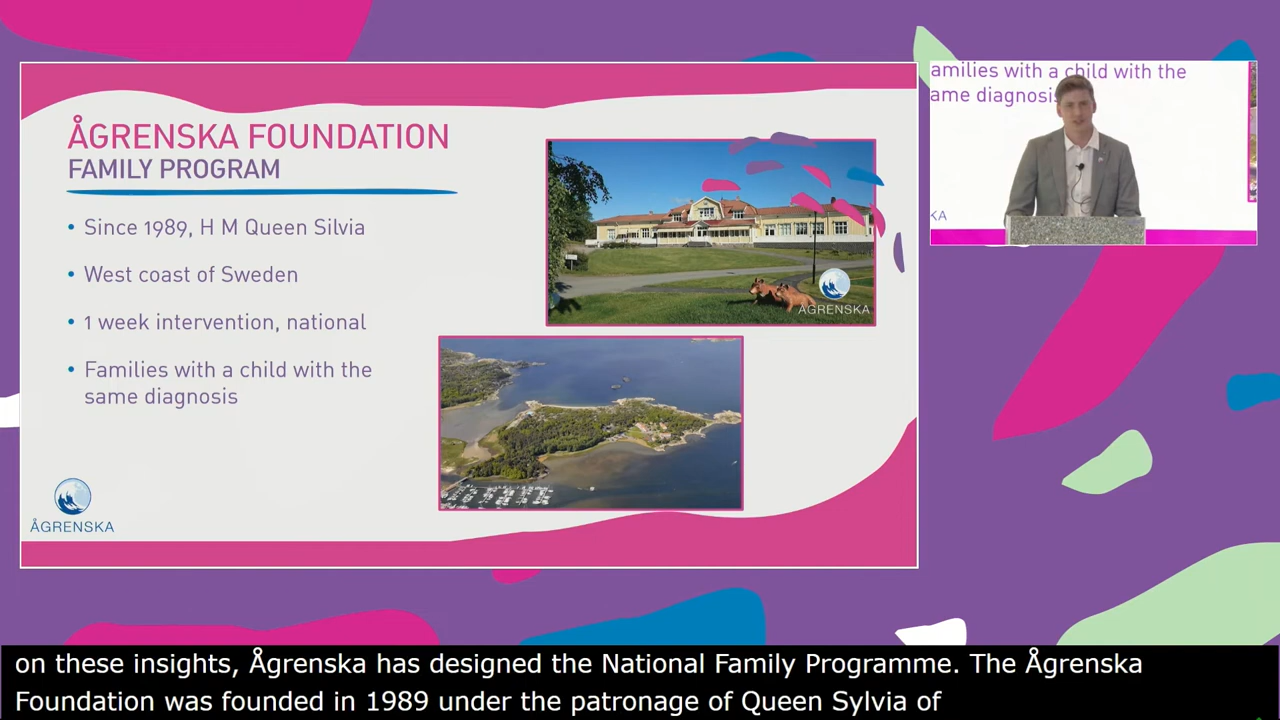 ÅGRENSKA FOUNDATION
FAMILY PROGRAM
• Since 1989, H M Queen Silvia
• West coast of Sweden
• 1 week intervention, national
• Families with a child with the
same diagnosis
ÅGRENSKA
ÅGRENSKA
amilies with a child with the
ame diagnosis
KA
on these insights, Ågrenska has designed the National Family Programme. The Ågrenska
Foundation was founded in 1989 under the patronage of Queen Sylvia of